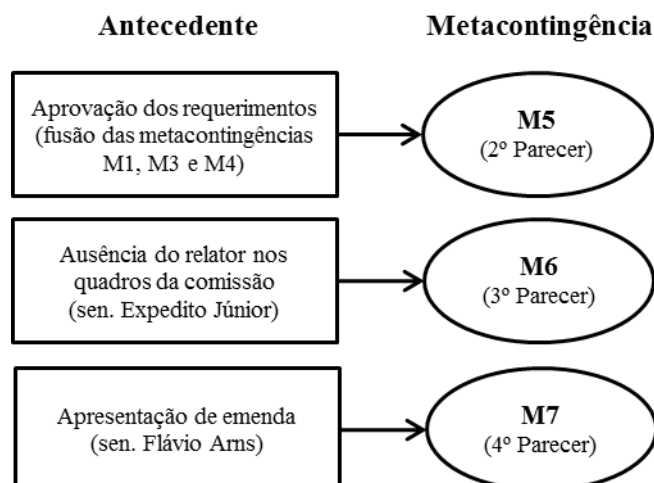 Antecedente
Metacontingência
Aprovação dos requerimentos
(fusão das metacontingências
M1, M3 e M4)
M5
(2º Parecer)
Ausência do relator nos
quadros da comissão
(sen. Expedito Júnior)
M6
(3º Parecer)
Apresentação de emenda
(sen. Flávio Arns)
M7
(4º Parecer)